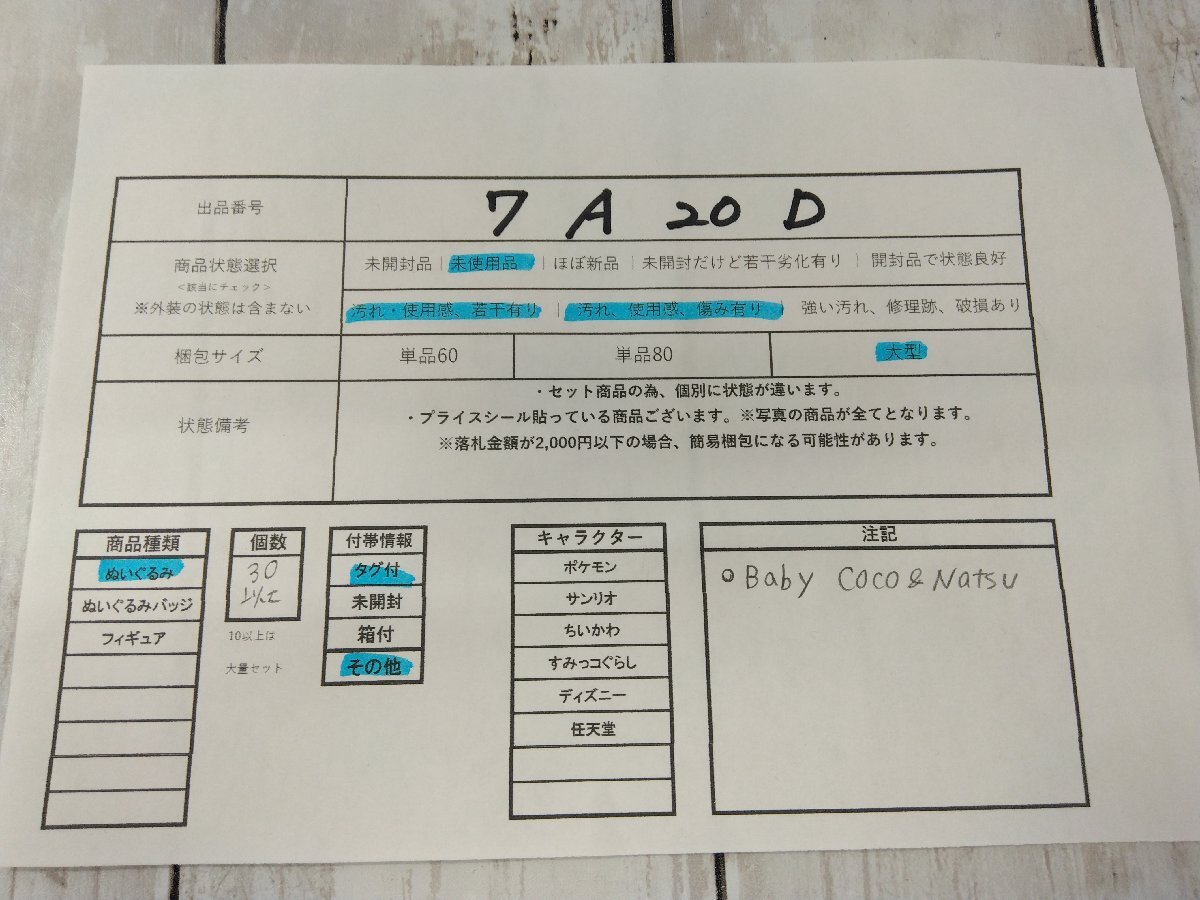 出品番号
7 A 20 D
商品状態選択
<該当にチェック>
※外装の状態は含まない
未開封品 | 未使用品 | ほぼ新品 | 未開封だけど若干劣化有り | 開封品で状態良好
汚れ・使用感、若干有り | 汚れ、使用感、傷み有り | 強い汚れ、修理跡、破損あり
梱包サイズ
単品60
単品80
大型
状態備考
・セット商品の為、個別に状態が違います。
・プライスシール貼っている商品ございます。※写真の商品が全てとなります。
※落札金額が2,000円以下の場合、簡易梱包になる可能性があります。
商品種類
ぬいぐるみ
ぬいぐるみバッジ
フィギュア
個数
30
以上
10以上は
大量セット
付帯情報
タグ付
未開封
箱付
その他
キャラクター
ポケモン
サンリオ
ちいかわ
すみっコぐらし
ディズニー
任天堂
注記
○Baby Coco&Natsu